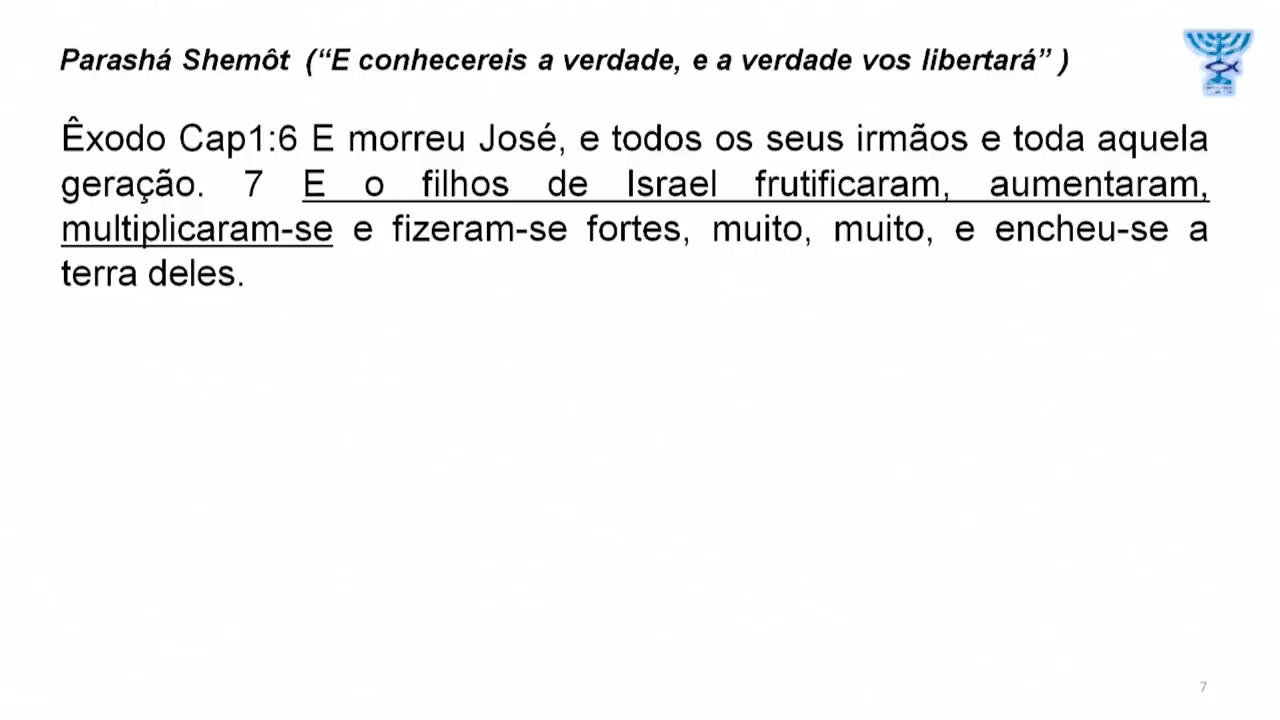 Parashá Shemôt (“E conhecereis a verdade, e a verdade vos libertará” )
Êxodo Cap1:6 E morreu José, e todos os seus irmãos e toda aquela
geração. 7 E o filhos de Israel frutificaram, aumentaram,
multiplicaram-se e fizeram-se fortes, muito, muito, e encheu-se a
terra deles.
7